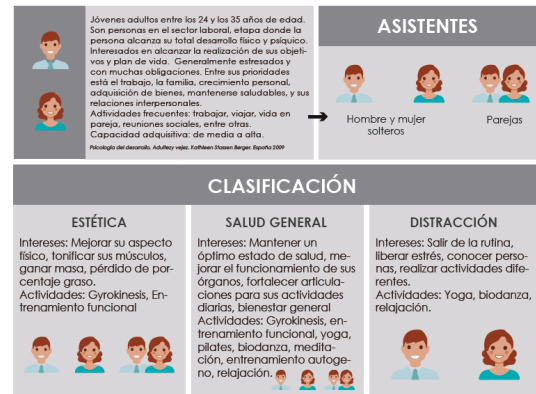 Jóvenes adultos entre los 24 y los 35 años de edad.
Son personas en el sector laboral, etapa donde la
persona alcanza su total desarrollo físico y psíquico.
Interesados en alcanzar la realización de sus objeti-
vos y plan de vida.  Generalmente estresados y
con muchas obligaciones. Entre sus prioridades
está el trabajo, la familia, crecimiento personal,
adquisición de bienes, mantenerse saludables, y sus
relaciones interpersonales.
Adtividades frecuentes: trabajar, viajar, vida en
pareja, reuniones sociales, entre otras.
Capacidad adquisitiva: de media a alta.
Psicología del desarrollo. Adultezy vejez. Kathleen Stassen Berger. España 2009
ASISTENTES
Hombre y mujer
solteros
Parejas
CLASIFICACIÓN
ESTÉTICA
Intereses: Mejorar su aspecto
físico, tonificar sus músculos,
ganar masa, pérdido de por-
centaje graso.
Actividades: Gyrokinesis, En-
trenamiento funcional
SALUD GENERAL
Intereses: Mantener un
óptimo estado de salud, me-
jorar el funcionamiento de sus
órganos, fortalecer articula-
ciones para sus actividades
diarias, bienestar general
Actividades: Gyrokinesis, en-
trenamiento funcional, yoga,
pilates, biodanza, medita-
ción, entrenamiento autoge-
no, relajación.
DISTRACCIÓN
Intereses: Salir de la rutina,
liberar estrés, conocer perso-
nas, realizar actividades dife-
rentes.
Actividades: Yoga, biodanza,
relajación.